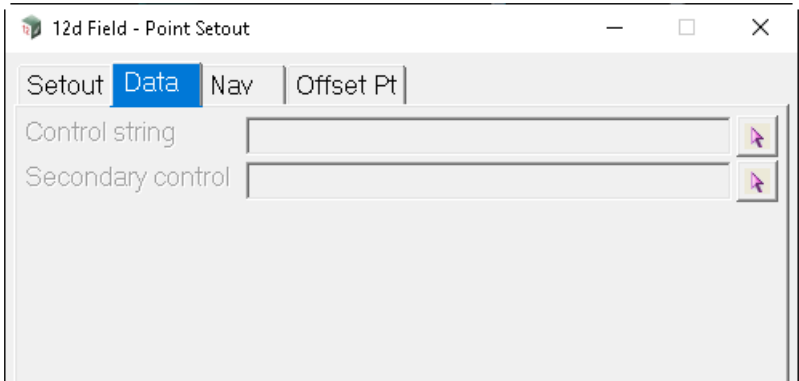 12d Field - Point Setout
Setout Data Nav Offset Pt
Control string
Secondary control